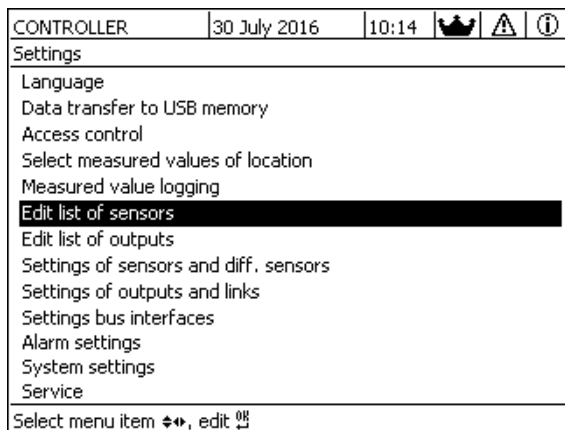 CONTROLLER 30 July 2016 10:14
Settings
Language
Data transfer to USB memory
Access control
Select measured values of location
Measured value logging
Edit list of sensors
Edit list of outputs
Settings of sensors and diff. sensors
Settings of outputs and links
Settings bus interfaces
Alarm settings
System settings
Service
Select menu item, edit OK